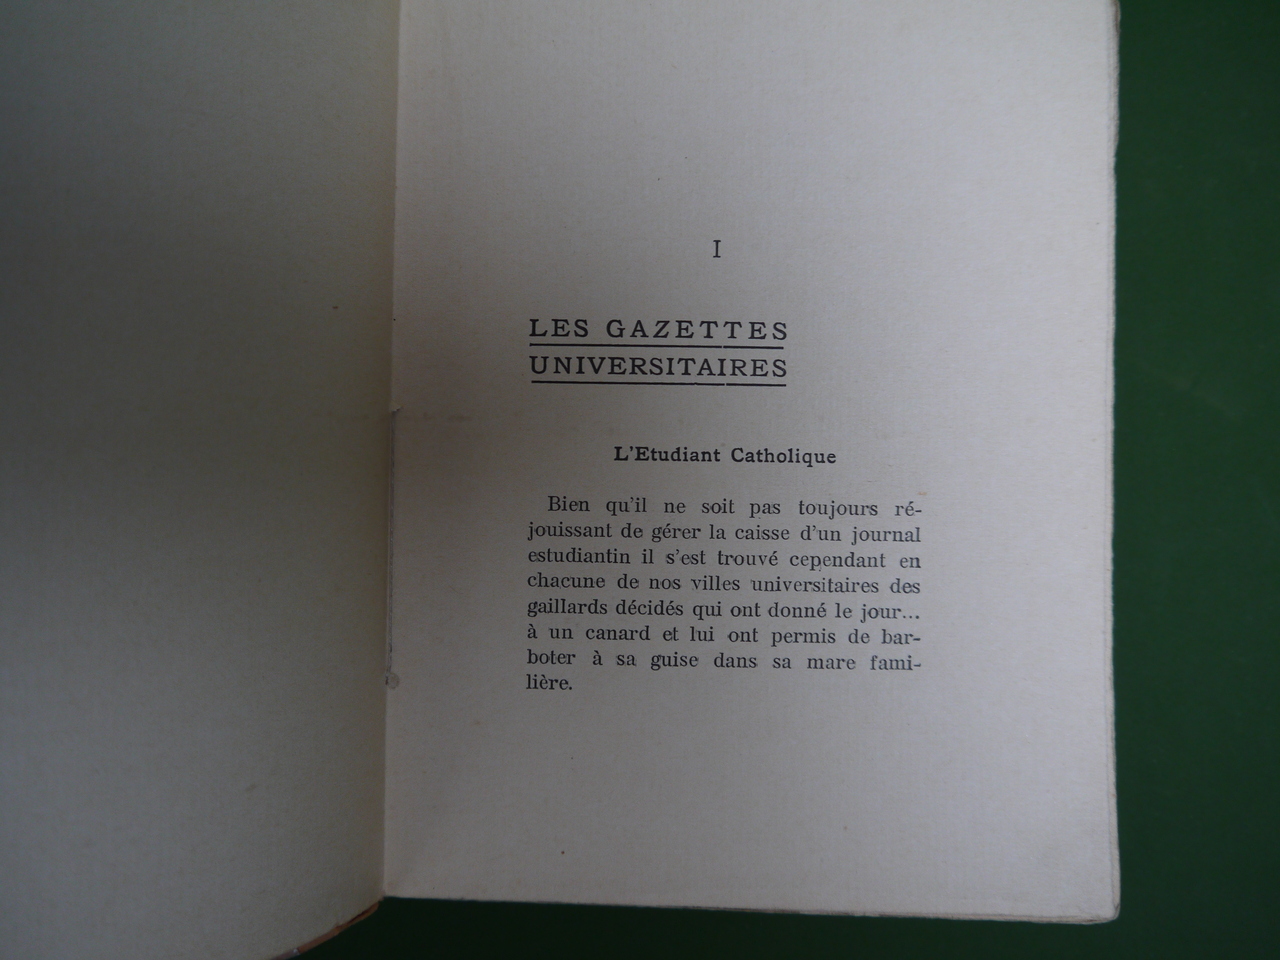 I
LES GAZETTES
UNIVERSITAIRES
L'Etudiant Catholique
Bien qu'il ne soit pas toujours ré-
jouissant de gérer la caisse d'un journal
estudiantin il s'est trouvé cependant en
chacune de nos villes universitaires des
gaillards décidés qui ont donné le jour...
à un canard et lui ont permis de bar-
boter à sa guise dans sa mare fami-
lière.